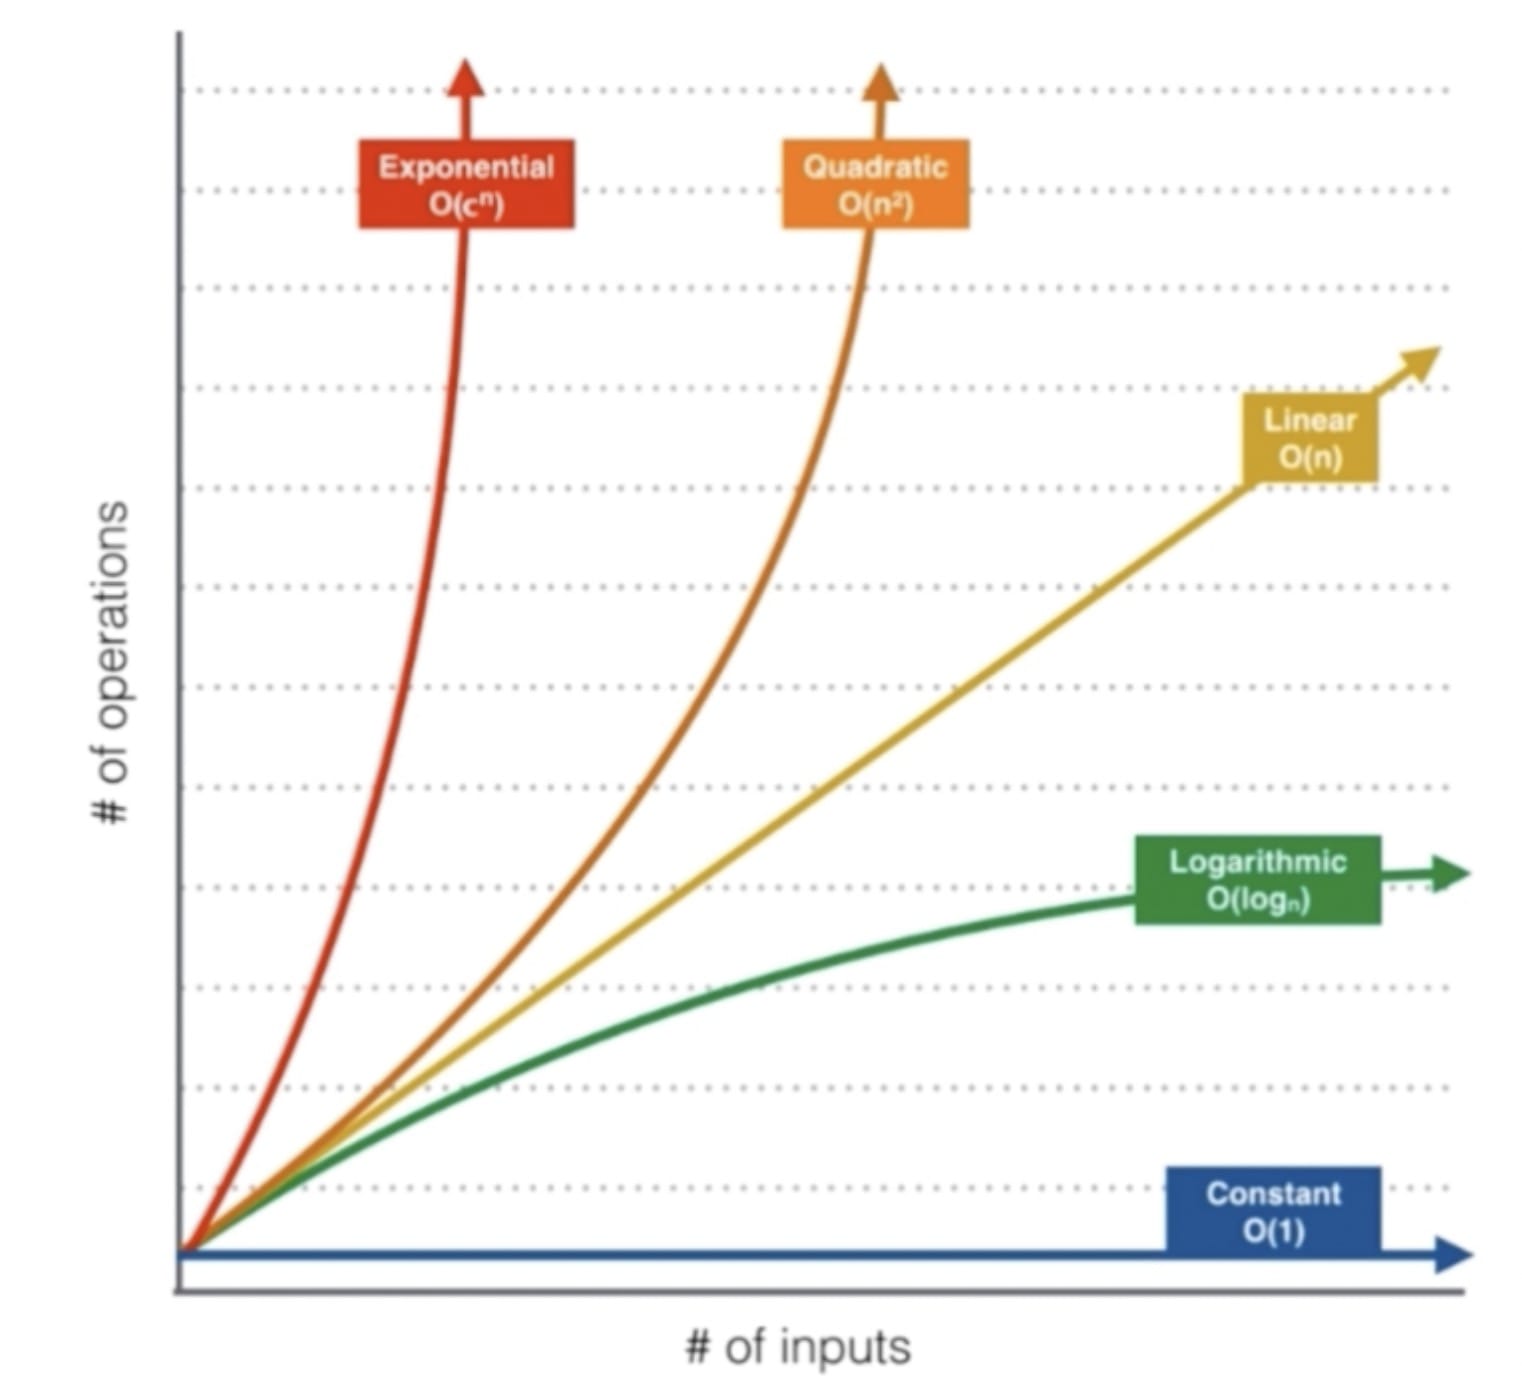 Exponential
O(cⁿ)
Quadratic
O(n²)
Linear
O(n)
# of operations
Logarithmic
O(logₙ)
Constant
O(1)
# of inputs